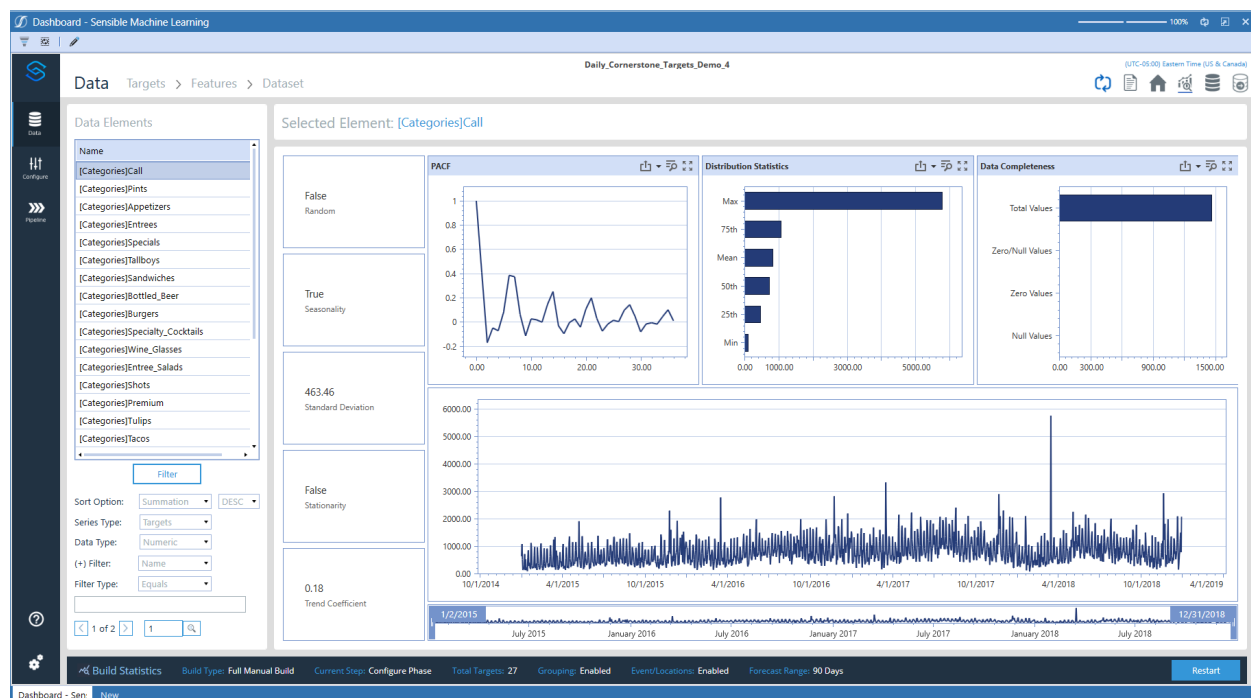 Dashboard - Sensible Machine Learning
100%
Daily_Cornerstone_Targets_Demo_4
(UTC-05:00) Eastern Time (US & Canada)
Data Targets > Features > Dataset
Data
Configure
Pipeline
Data Elements
Name
[Categories]Call
[Categories]Pints
[Categories]Appetizers
[Categories]Entrees
[Categories]Specials
[Categories]Tallboys
[Categories]Sandwiches
[Categories]Bottled_Beer
[Categories]Burgers
[Categories]Specialty_Cocktails
[Categories]Wine_Glasses
[Categories]Entree_Salads
[Categories]Shots
[Categories]Premium
[Categories]Tulips
[Categories]Tacos
Filter
Sort Option: Summation DESC
Series Type: Targets
Data Type: Numeric
(+) Filter: Name
Filter Type: Equals
1 of 2 1
Selected Element: [Categories]Call
False
Random
True
Seasonality
463.46
Standard Deviation
False
Stationarity
0.18
Trend Coefficient
PACF
1
0.8
0.6
0.4
0.2
0
-0.2
0.00 10.00 20.00 30.00
Distribution Statistics
Max
75th
Mean
50th
25th
Min
0.00 1000.00 3000.00 5000.00
Data Completeness
Total Values
Zero/Null Values
Zero Values
Null Values
0.00 300.00 900.00 1500.00
6000.00
5000.00
4000.00
3000.00
2000.00
1000.00
0.00
10/1/2014 4/1/2015 10/1/2015 4/1/2016 10/1/2016 4/1/2017 10/1/2017 4/1/2018 10/1/2018 4/1/2019
1/2/2015 12/31/2018
July 2015 January 2016 July 2016 January 2017 July 2017 January 2018 July 2018
Build Statistics Build Type: Full Manual Build Current Step: Configure Phase Total Targets: 27 Grouping: Enabled Event/Locations: Enabled Forecast Range: 90 Days Restart
Dashboard - Sen: New